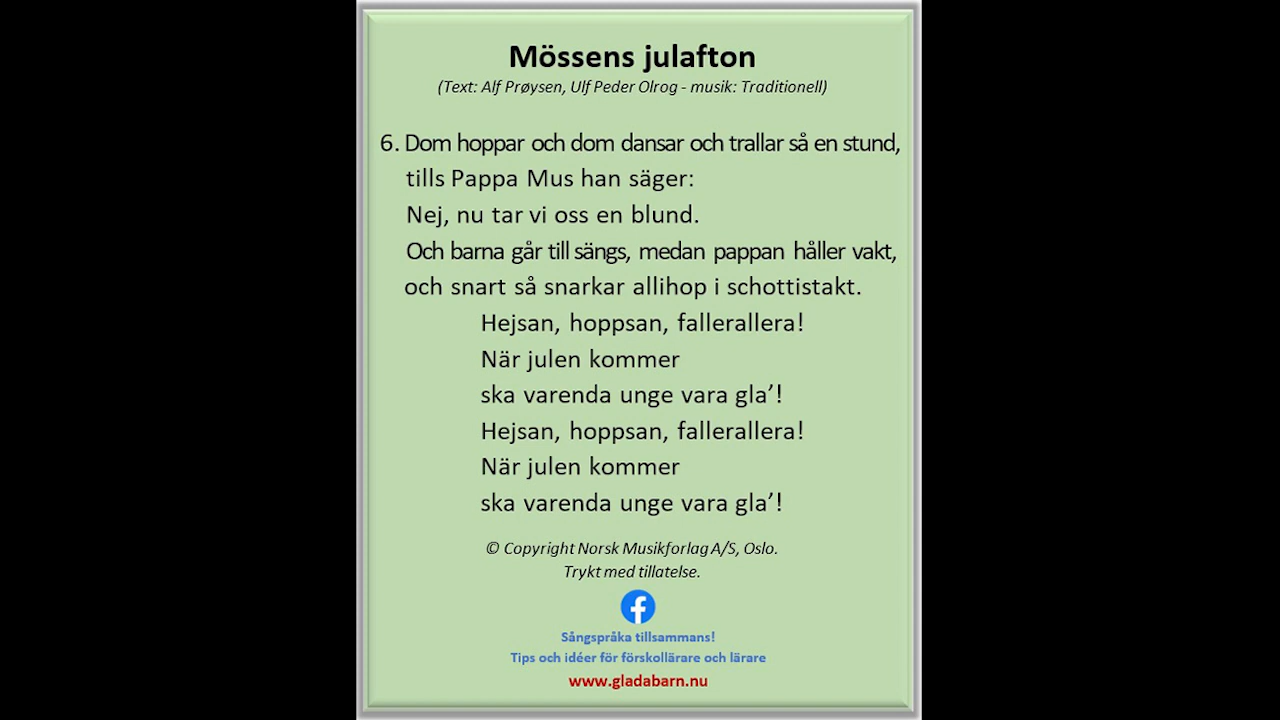 Mössens julafton
(Text: Alf Prøysen, Ulf Peder Olrog - musik: Traditionell)
6. Dom hoppar och dom dansar och trallar så en stund,
tills Pappa Mus han säger:
Nej, nu tar vi oss en blund.
Och barna går till sängs, medan pappan håller vakt,
och snart så snarkar allihop i schottistakt.
Hejsan, hoppsan, fallerallera!
När julen kommer
ska varenda unge vara gla’!
Hejsan, hoppsan, fallerallera!
När julen kommer
ska varenda unge vara gla’!
© Copyright Norsk Musikforlag A/S, Oslo.
Trykt med tillatelse.
Sångspråka tillsammans!
Tips och idéer för förskollärare och lärare
www.gladabarn.nu